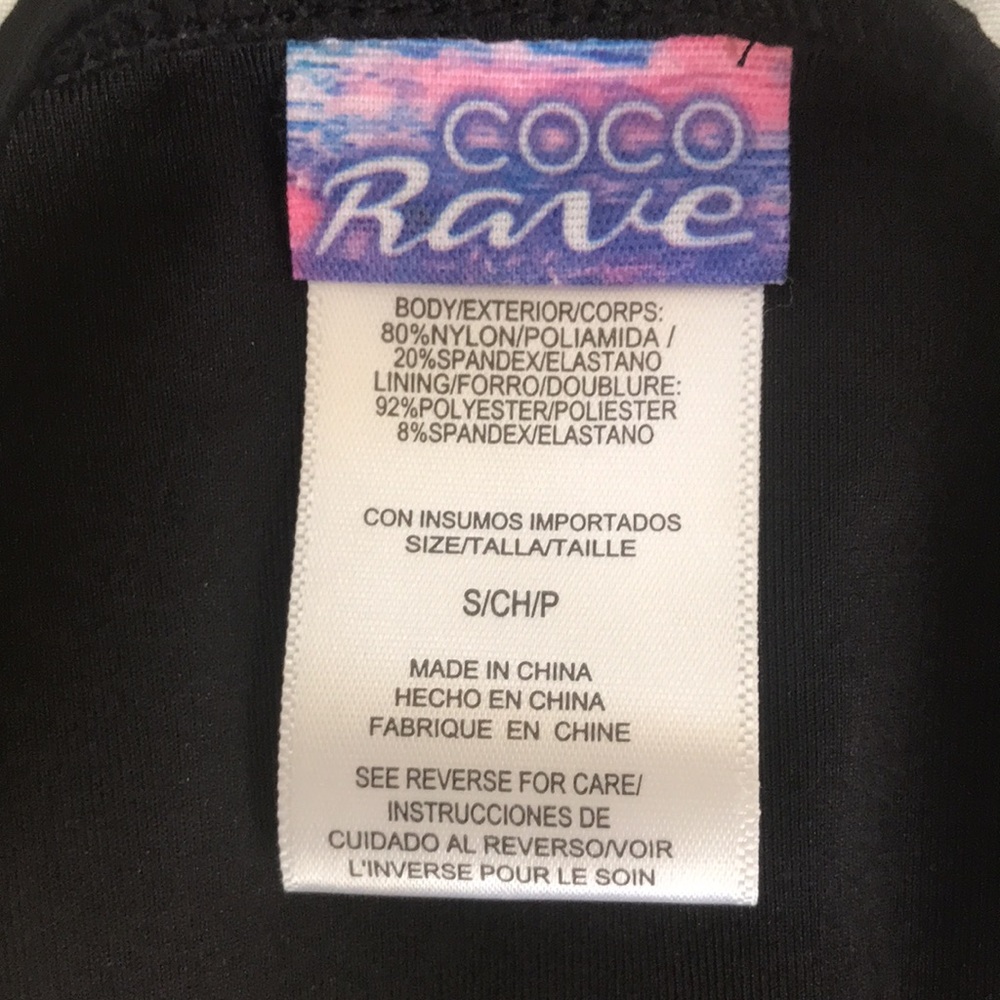 COCO
Rave
BODY/EXTERIOR/CORPS:
80%NYLON/POLIAMIDA /
20%SPANDEX/ELASTANO
LINING/FORRO/DOUBLURE:
92%POLYESTER/POLIESTER
8%SPANDEX/ELASTANO
CON INSUMOS IMPORTADOS
SIZE/TALLA/TAILLE
S/CH/P
MADE IN CHINA
HECHO EN CHINA
FABRIQUE EN CHINE
SEE REVERSE FOR CARE/
INSTRUCCIONES DE
CUIDADO AL REVERSO/VOIR
L'INVERSE POUR LE SOIN